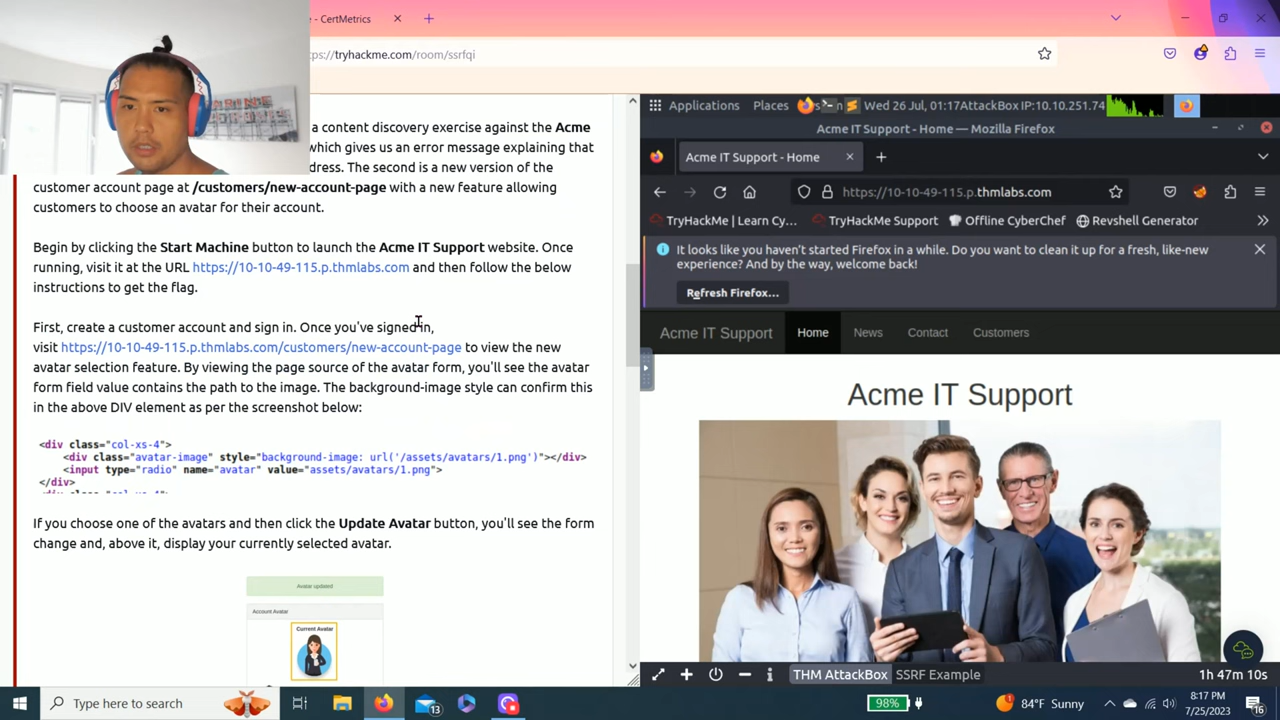 - CertMetrics
ps://tryhackme.com/room/ssrfqi
a content discovery exercise against the Acme
which gives us an error message explaining that
dress. The second is a new version of the
customer account page at /customers/new-account-page with a new feature allowing
customers to choose an avatar for their account.
Begin by clicking the Start Machine button to launch the Acme IT Support website. Once
running, visit it at the URL https://10-10-49-115.p.thmlabs.com and then follow the below
instructions to get the flag.
First, create a customer account and sign in. Once you've signed in,
visit https://10-10-49-115.p.thmlabs.com/customers/new-account-page to view the new
avatar selection feature. By viewing the page source of the avatar form, you'll see the avatar
form field value contains the path to the image. The background-image style can confirm this
in the above DIV element as per the screenshot below:
<div class="col-xs-4">
<div class="avatar-image" style="background-image: url('/assets/avatars/1.png')"></div>
<input type="radio" name="avatar" value="assets/avatars/1.png">
</div>
<div class="col-xs-4">
If you choose one of the avatars and then click the Update Avatar button, you'll see the form
change and, above it, display your currently selected avatar.
Avatar updated
Account Avatar
Current Avatar
Applications Places Wed 26 Jul, 01:17 AttackBox IP:10.10.251.74
Acme IT Support - Home — Mozilla Firefox
Acme IT Support - Home
https://10-10-49-115.p.thmlabs.com
TryHackMe | Learn Cy... TryHackMe Support Offline CyberChef Revshell Generator
It looks like you haven't started Firefox in a while. Do you want to clean it up for a fresh, like-new
experience? And by the way, welcome back!
Refresh Firefox...
Acme IT Support Home News Contact Customers
Acme IT Support
THM AttackBox SSRF Example 1h 47m 10s
Type here to search
13
98%
1
84°F Sunny
8:17 PM
7/25/2023
16